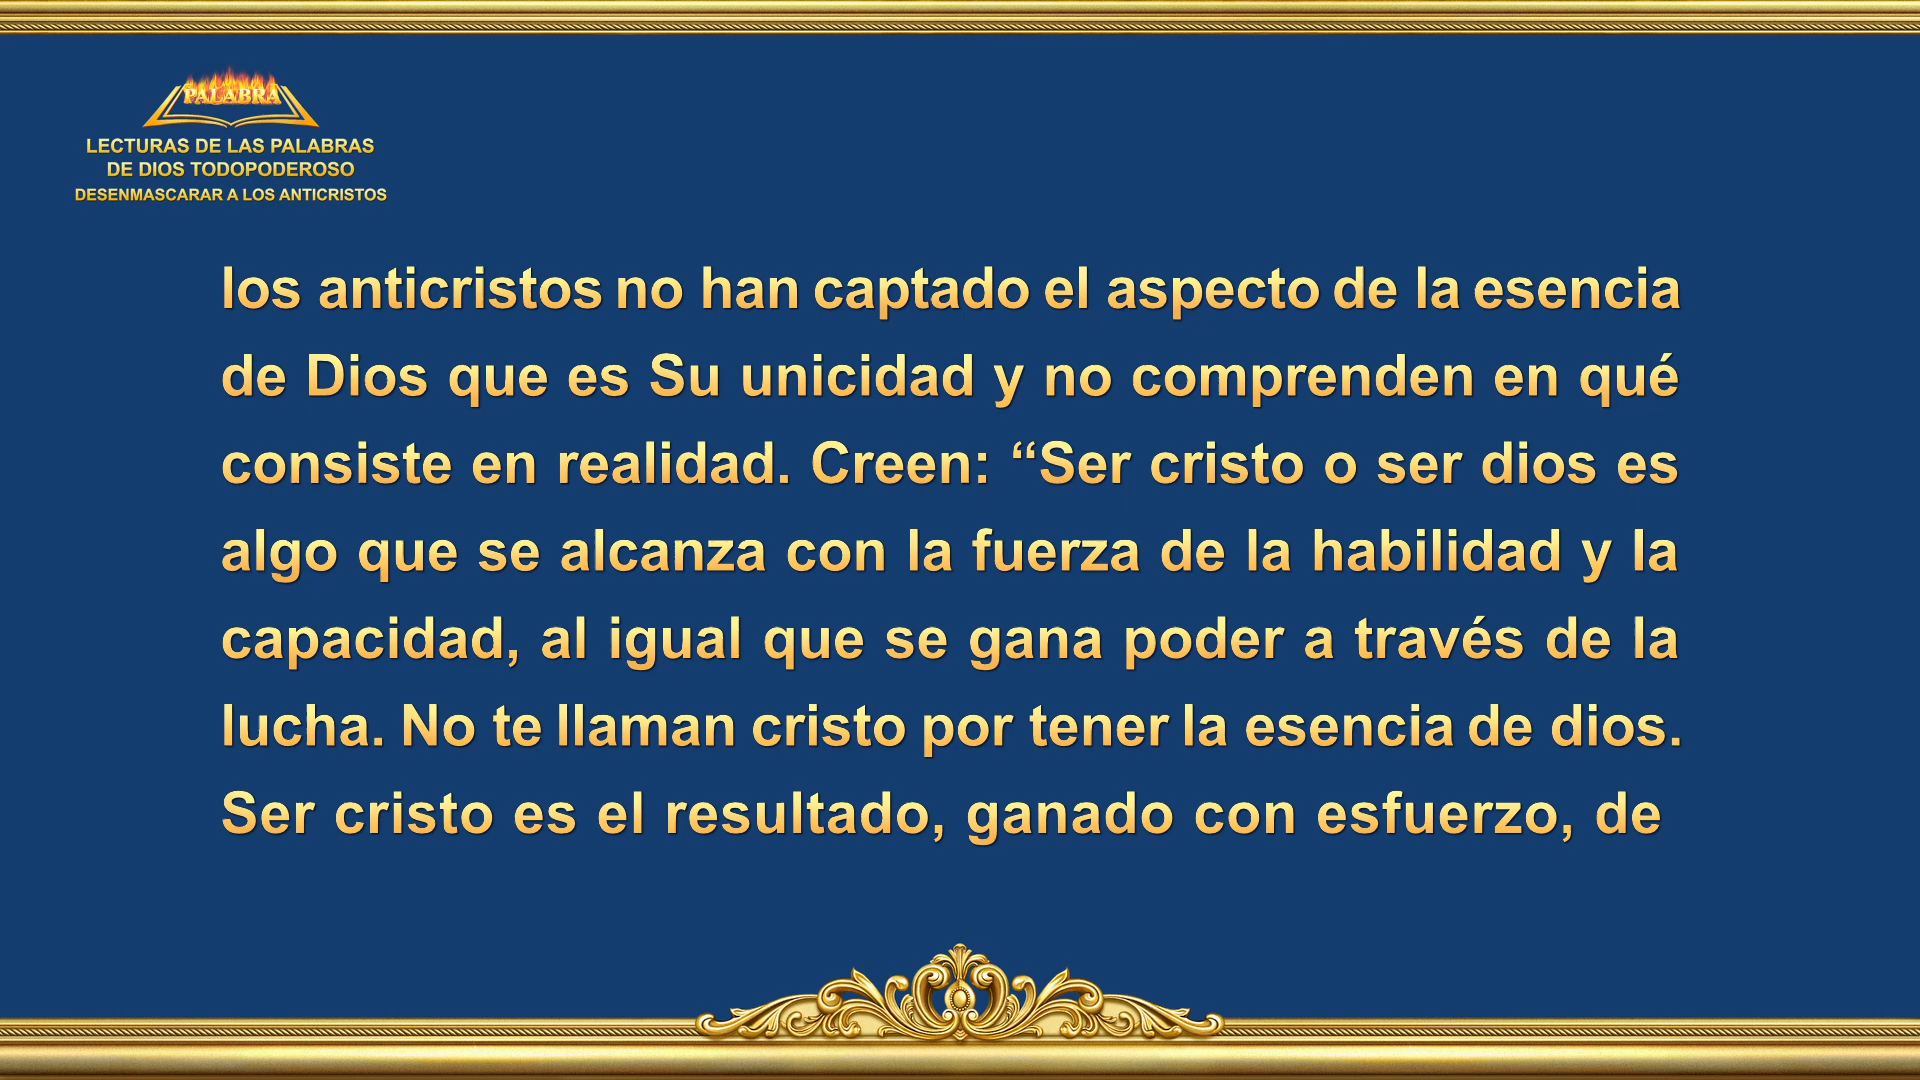 PALABRA
LECTURAS DE LAS PALABRAS
DE DIOS TODOPODEROSO
DESENMASCARAR A LOS ANTICRISTOS
los anticristos no han captado el aspecto de la esencia
de Dios que es Su unicidad y no comprenden en qué
consiste en realidad. Creen: “Ser cristo o ser dios es
algo que se alcanza con la fuerza de la habilidad y la
capacidad, al igual que se gana poder a través de la
lucha. No te llaman cristo por tener la esencia de dios.
Ser cristo es el resultado, ganado con esfuerzo, de